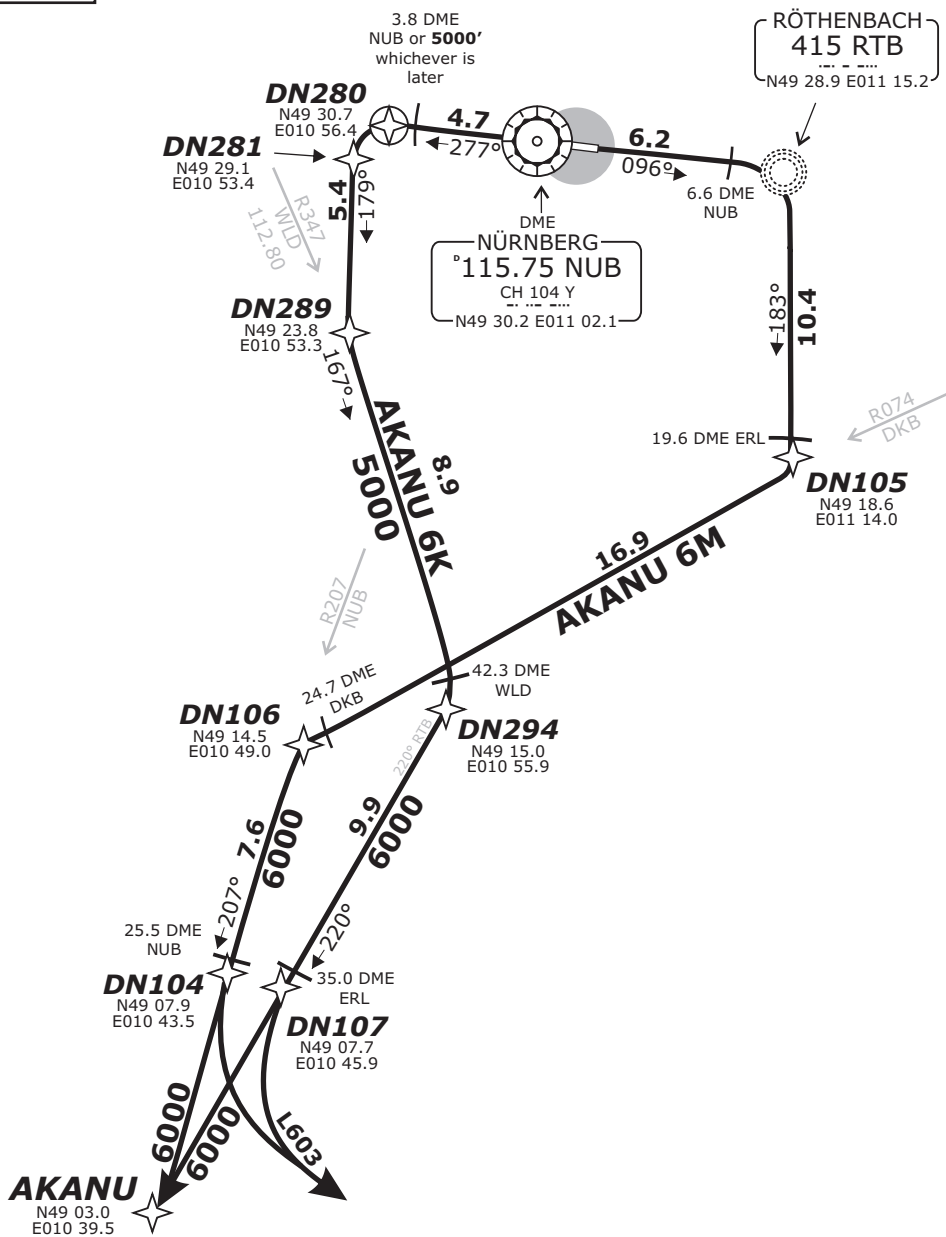 3.8 DME
NUB or 5000'
whichever is
later
RÖTHENBACH
415 RTB
N49 28.9 E011 15.2
DN280
N49 30.7
E010 56.4
DN281
N49 29.1
E010 53.4
4.7
277°
6.2
096°
6.6 DME
NUB
5.4
179°
R347
WLD
112.80
DME
NÜRNBERG
D 115.75 NUB
CH 104 Y
N49 30.2 E011 02.1
DN289
N49 23.8
E010 53.3
167°
183°
10.4
R074
DKB
19.6 DME ERL
DN105
N49 18.6
E011 14.0
AKANU 6K
8.9
5000
16.9
AKANU 6M
R207
NUB
24.7 DME
DKB
42.3 DME
WLD
DN106
N49 14.5
E010 49.0
DN294
N49 15.0
E010 55.9
220° RTB
7.6
6000
207°
9.9
6000
220°
25.5 DME
NUB
DN104
N49 07.9
E010 43.5
35.0 DME
ERL
DN107
N49 07.7
E010 45.9
6000
6000
L603
AKANU
N49 03.0
E010 39.5